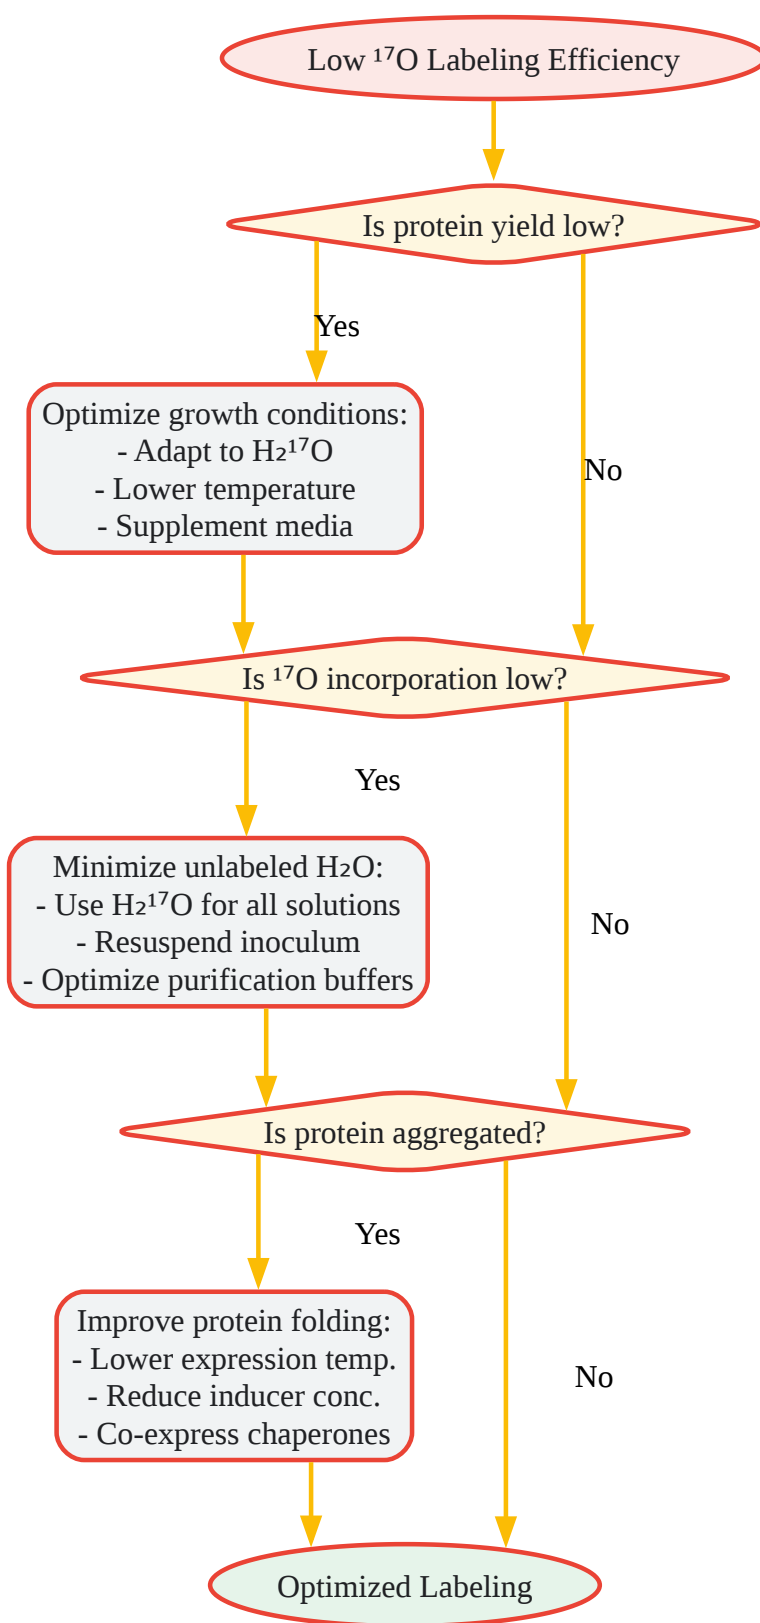 Low ¹⁷O Labeling Efficiency
Is protein yield low?
Yes
Optimize growth conditions:
- Adapt to H₂¹⁷O
- Lower temperature
- Supplement media
No
Is ¹⁷O incorporation low?
Yes
Minimize unlabeled H₂O:
- Use H₂¹⁷O for all solutions
- Resuspend inoculum
- Optimize purification buffers
No
Is protein aggregated?
Yes
Improve protein folding:
- Lower expression temp.
- Reduce inducer conc.
- Co-express chaperones
No
Optimized Labeling